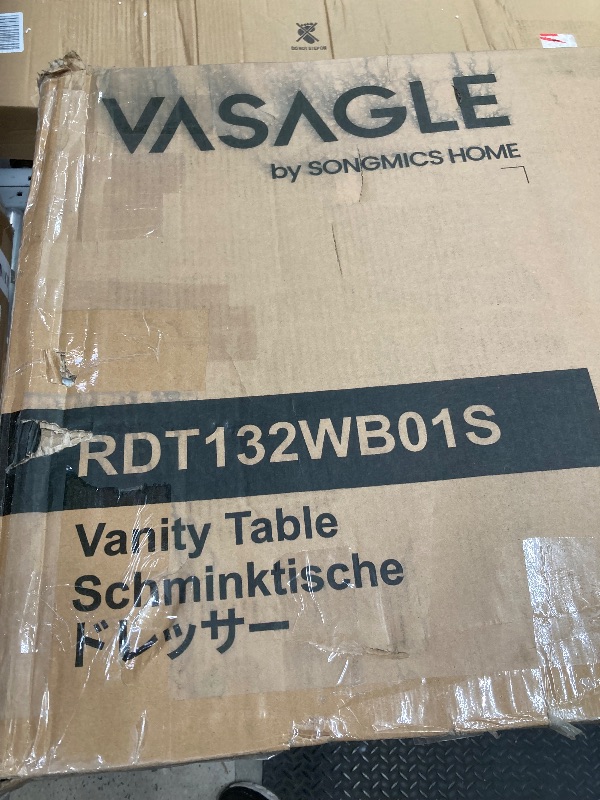 VASAGLE
by SONGMICS HOME
RDT132WB01S
Vanity Table
Schminktische
ドレッサー